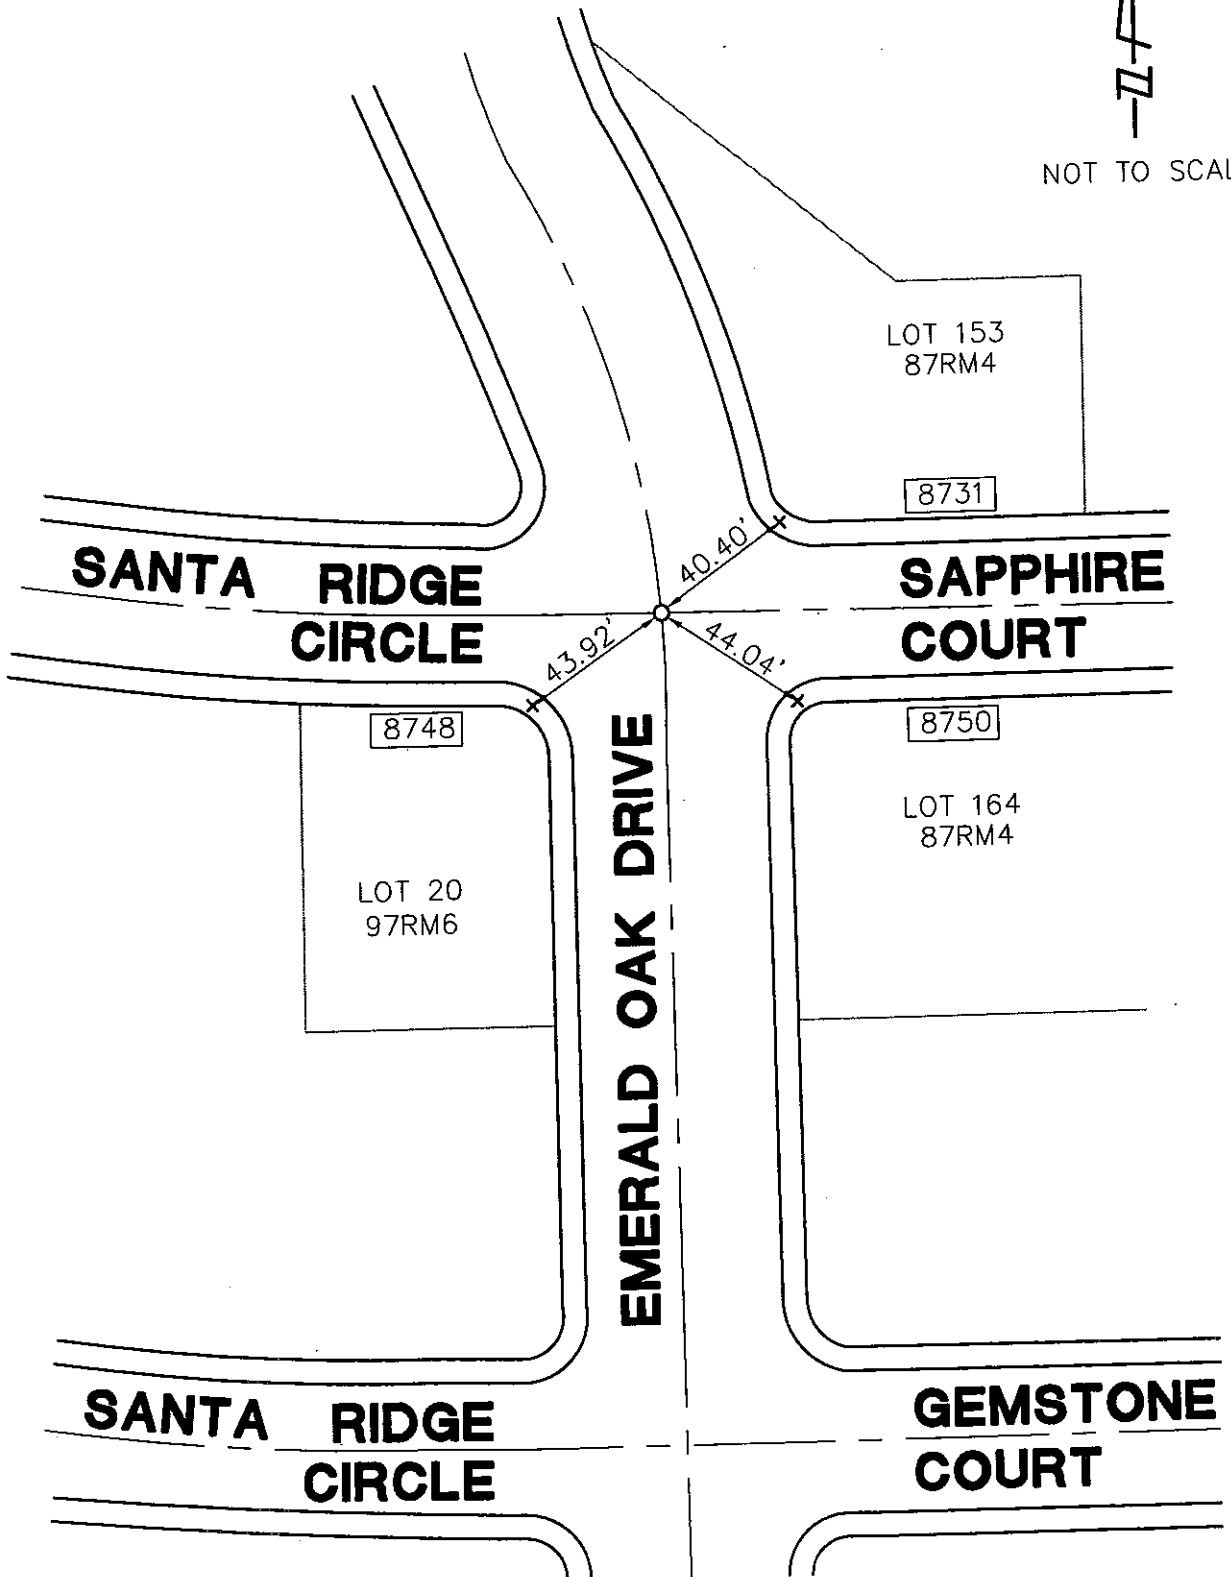 NOT TO SCAL
LOT 153
87RM4
8731
40.40'
SANTA RIDGE
CIRCLE
SAPPHIRE
COURT
43.92'
44.04'
8748
8750
EMERALD OAK DRIVE
LOT 164
87RM4
LOT 20
97RM6
SANTA RIDGE
CIRCLE
GEMSTONE
COURT